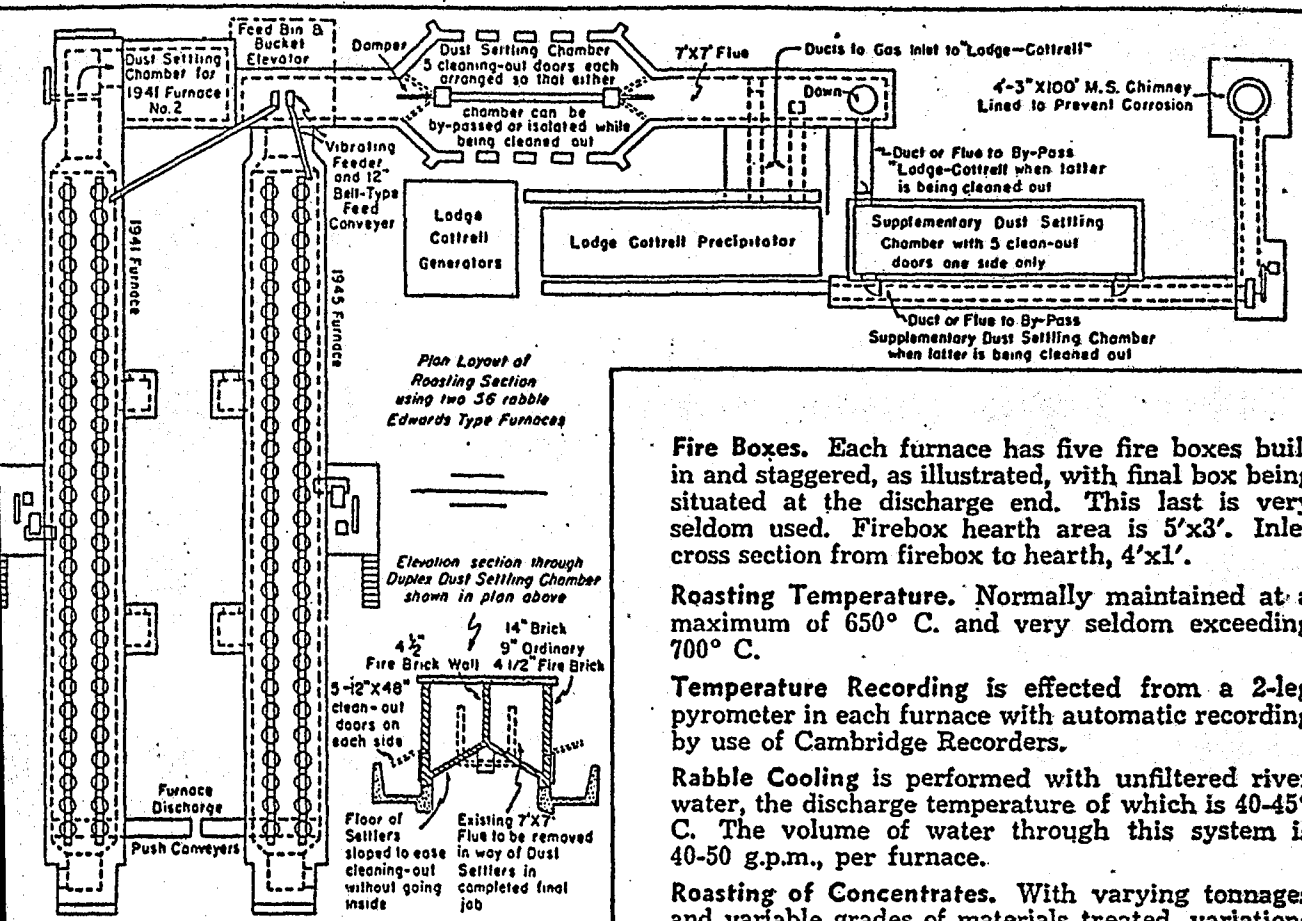 Feed Bin &
Bucket
Elevator
Dust Settling
Chamber for
1941 Furnace
No. 2
Damper
Dust Settling Chamber
5 cleaning-out doors each
arranged so that either
chamber can be
by-passed or isolated while
being cleaned out
7'X7' Flue
Ducts to Gas Inlet to "Lodge-Cottrell"
Down
4'-3"X100' M.S. Chimney
Lined to Prevent Corrosion
Vibrating
Feeder
and 12"
Belt-Type
Feed
Conveyer
Duct or Flue to By-Pass
"Lodge-Cottrell when latter
is being cleaned out
Lodge
Cottrell
Generators
Lodge Cottrell Precipitator
Supplementary Dust Settling
Chamber with 5 clean-out
doors one side only
1941 Furnace
1945 Furnace
Duct or Flue to By-Pass
Supplementary Dust Settling Chamber
when latter is being cleaned out
Plan Layout of
Roasting Section
using two 36 rabble
Edwards Type Furnaces
Elevation section through
Duplex Dust Settling Chamber
shown in plan above
4 1/2"
Fire Brick Wall
14" Brick
9" Ordinary
4 1/2" Fire Brick
5-12"X48"
clean-out
doors on
each side
Furnace
Discharge
Push Conveyers
Floor of
Settlers
sloped to ease
cleaning-out
without going
inside
Existing 7'X7'
Flue to be removed
in way of Dust
Settlers in
completed final
job
Fire Boxes. Each furnace has five fire boxes buil
in and staggered, as illustrated, with final box being
situated at the discharge end. This last is very
seldom used. Firebox hearth area is 5'x3'. Inle
cross section from firebox to hearth, 4'x1'.
Roasting Temperature. Normally maintained at a
maximum of 650° C. and very seldom exceeding
700° C.
Temperature Recording is effected from a 2-leg
pyrometer in each furnace with automatic recording
by use of Cambridge Recorders.
Rabble Cooling is performed with unfiltered river
water, the discharge temperature of which is 40-45°
C. The volume of water through this system is
40-50 g.p.m., per furnace.
Roasting of Concentrates. With varying tonnages
and variable grades of materials treated, variation